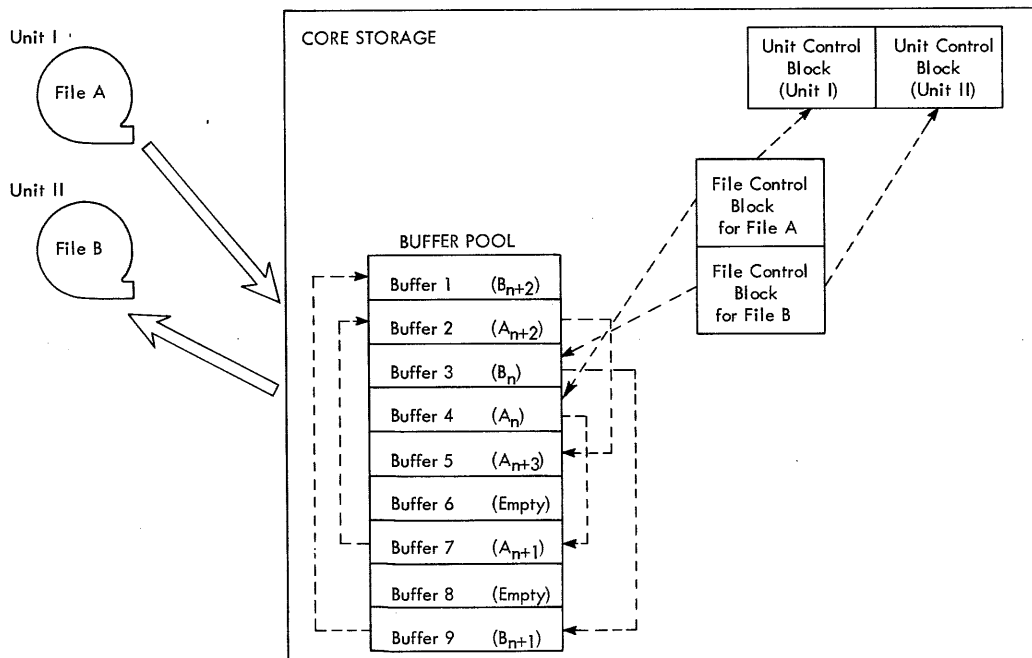 Unit I
File A
Unit II
File B
CORE STORAGE
Unit Control
Block
(Unit I)
Unit Control
Block
(Unit II)
File Control
Block
for File A
File Control
Block
for File B
BUFFER POOL
Buffer 1 (Bn+2)
Buffer 2 (An+2)
Buffer 3 (Bn)
Buffer 4 (An)
Buffer 5 (An+3)
Buffer 6 (Empty)
Buffer 7 (An+1)
Buffer 8 (Empty)
Buffer 9 (Bn+1)